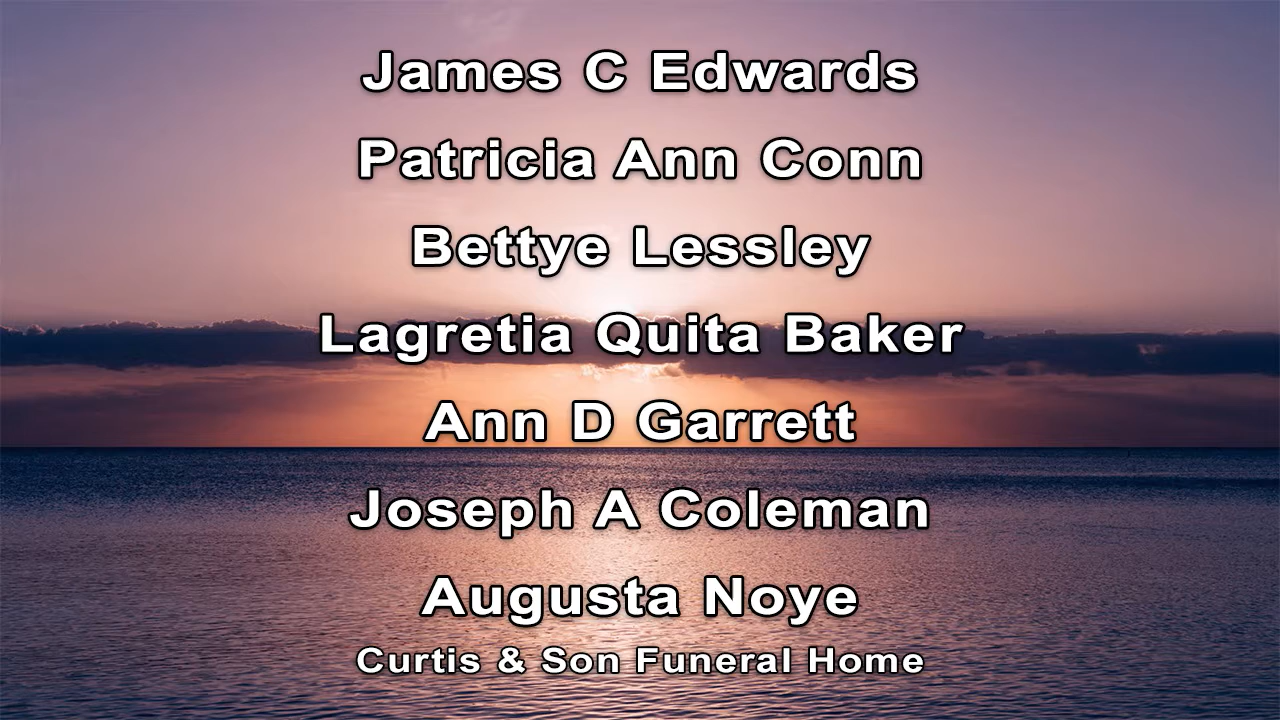 James C Edwards
Patricia Ann Conn
Bettye Lessley
Lagretia Quita Baker
Ann D Garrett
Joseph A Coleman
Augusta Noye
Curtis & Son Funeral Home